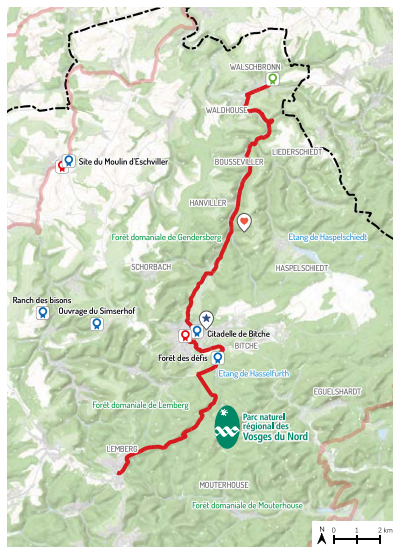 WALSCHBRONN
WALDHOUSE
LIEDERSCHIEDT
Site du Moulin d'Eschviller
BOUSSEVILLER
HANVILLER
Forêt domaniale de Gendersberg
Etang de Haspelschiedt
SCHORBACH
HASPELSCHIEDT
Ranch des bisons
Ouvrage du Simserhof
Citadelle de Bitche
BITCHE
Forêt des défis
Etang de Hasselfurth
EGUELSHARDT
Forêt domaniale de Lemberg
Parc naturel
régional des
Vosges du Nord
LEMBERG
MOUTERHOUSE
Forêt domaniale de Mouterhouse
N
0 1 2 km